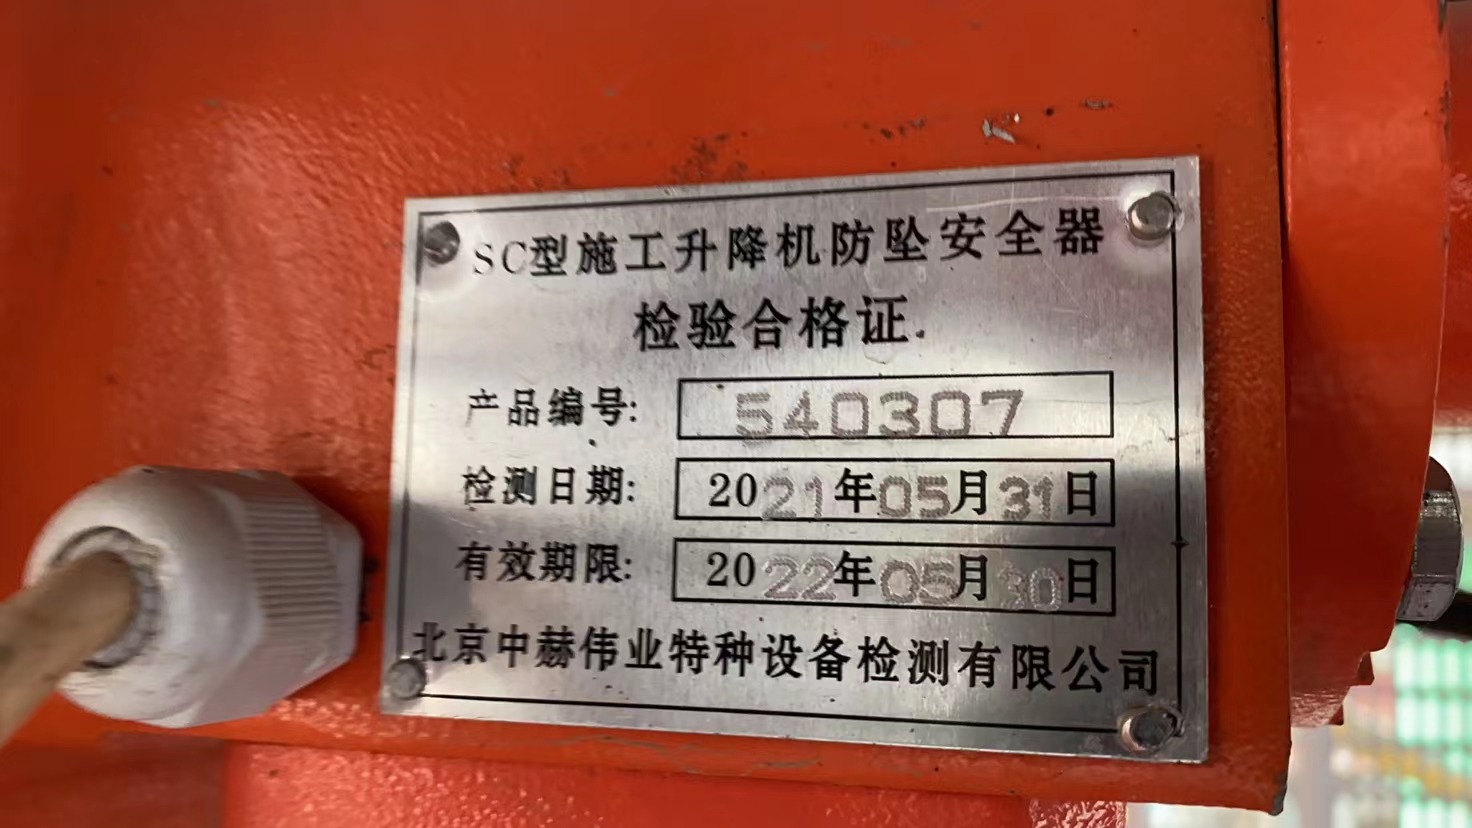 SC型施工升降机防坠安全器
检验合格证.
产品编号: 540307
检测日期: 2021年05月31日
有效期限: 2022年05月30日
北京中赫伟业特种设备检测有限公司